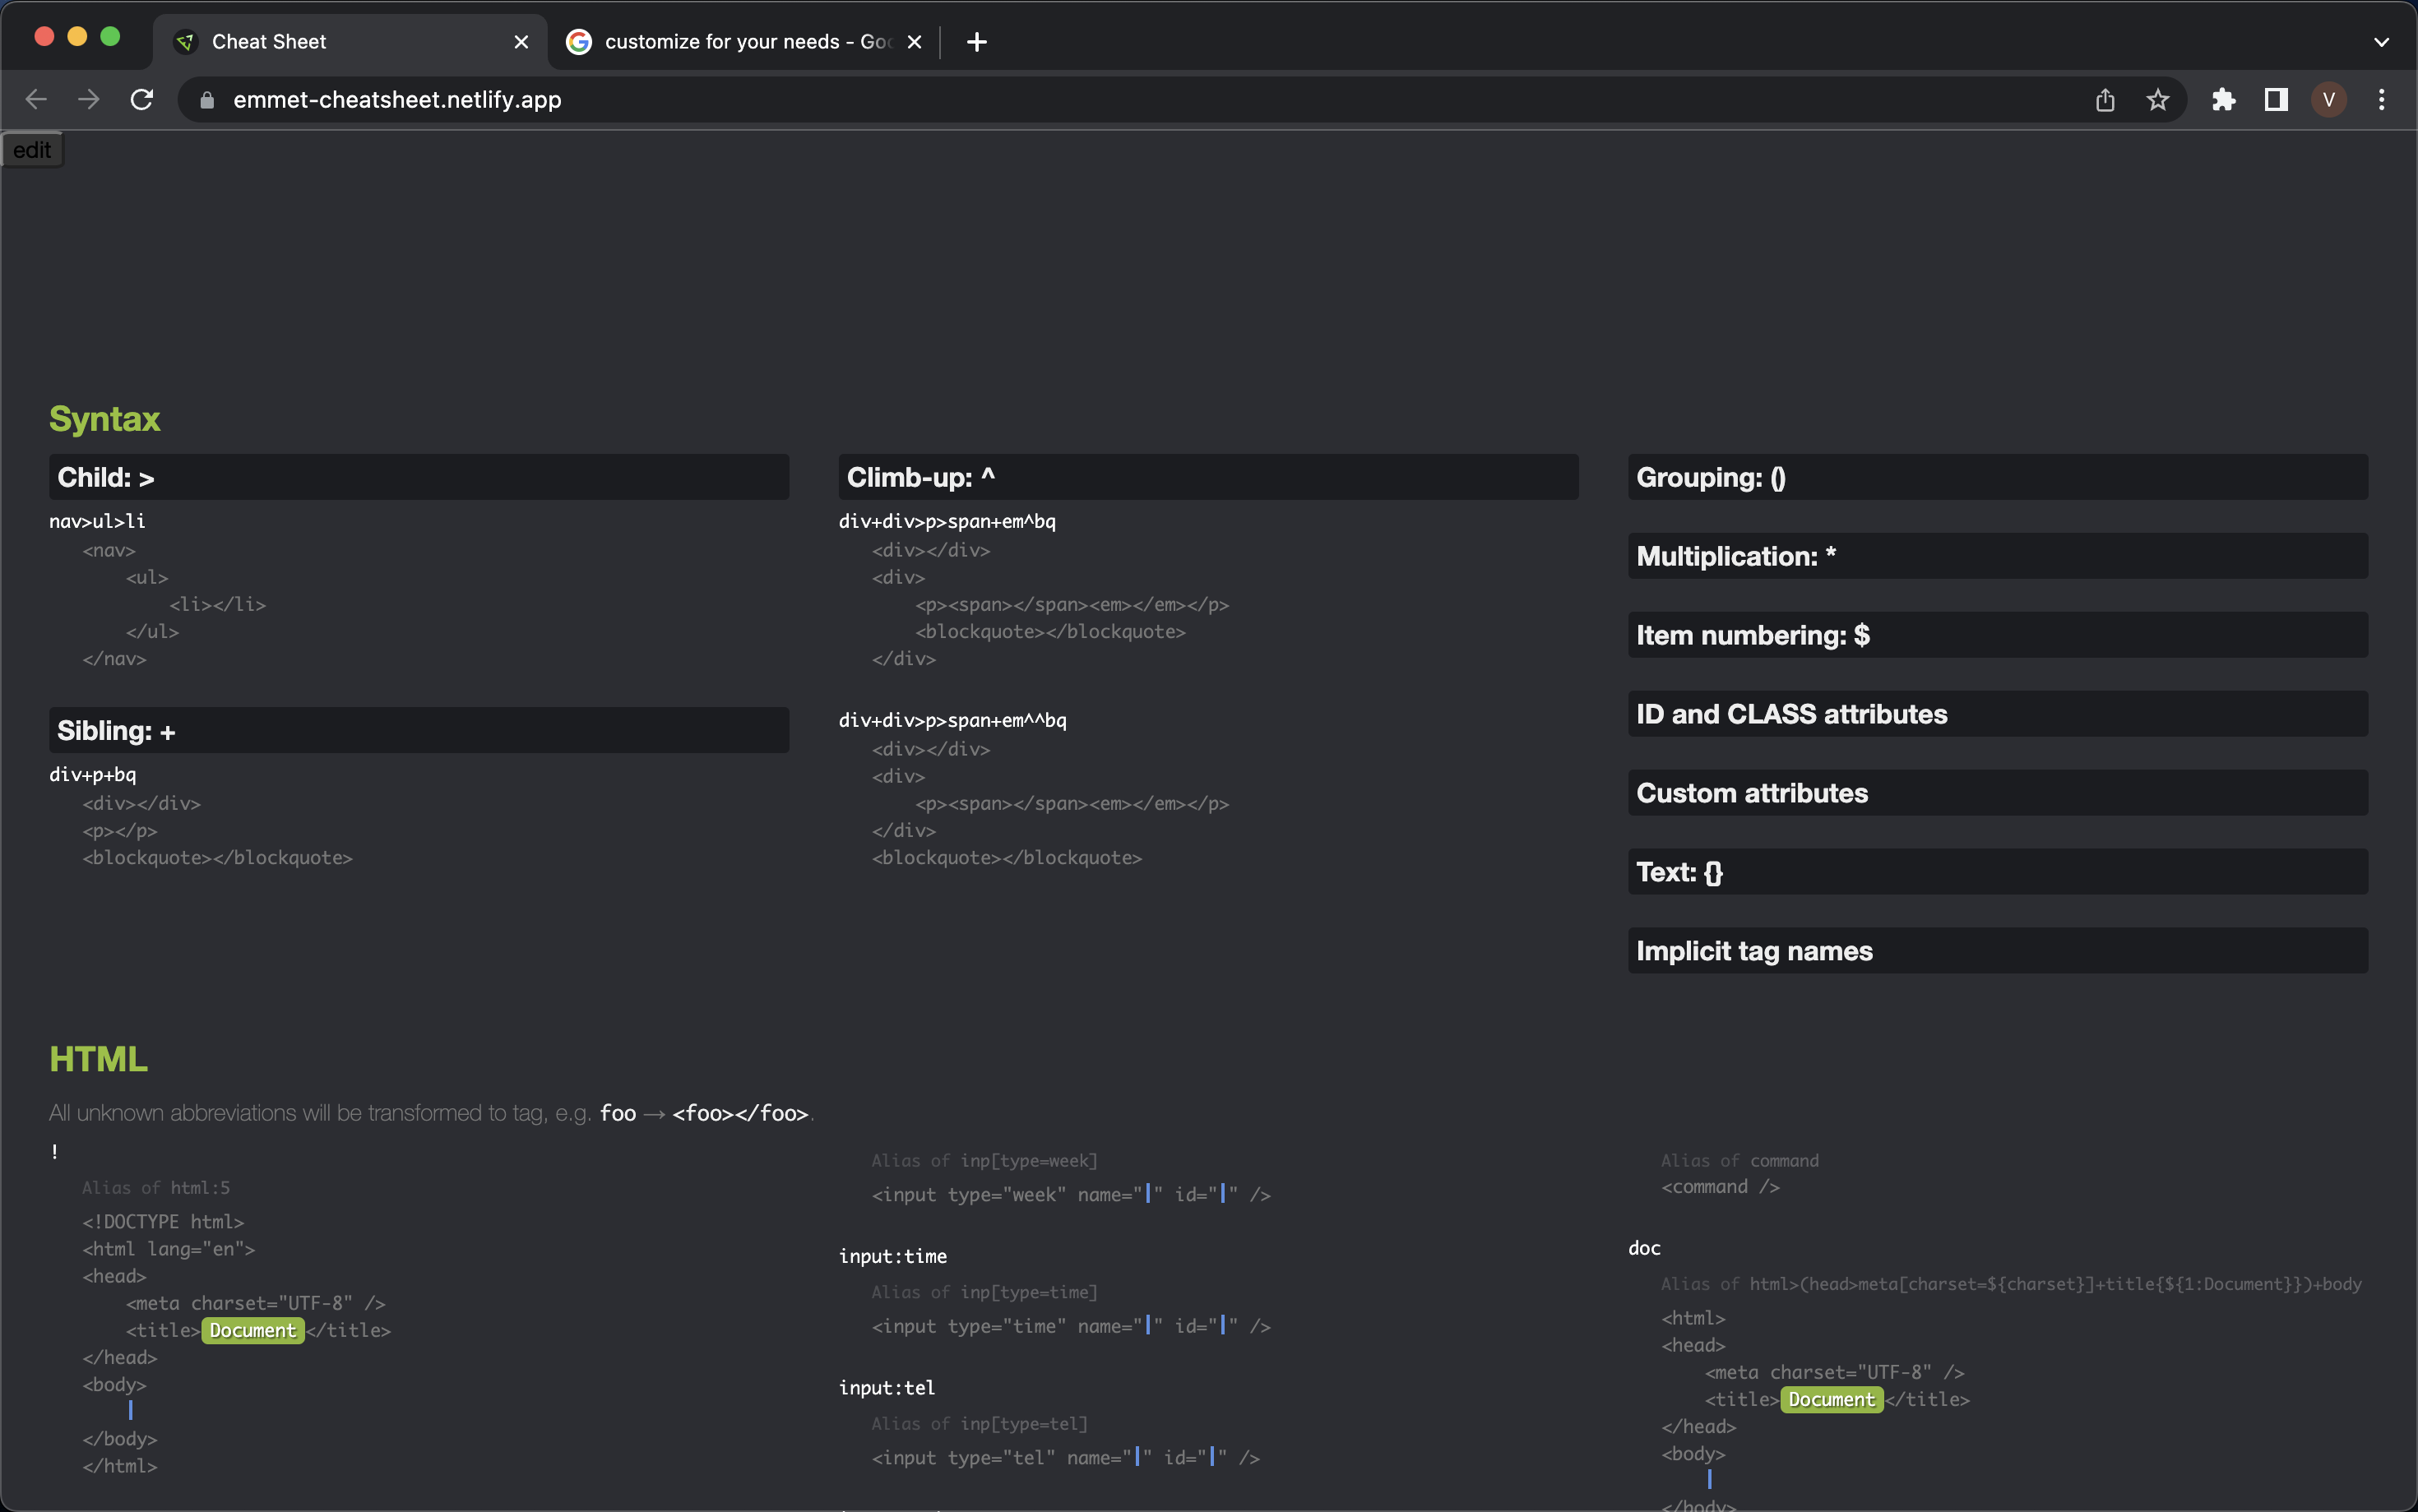 Cheat Sheet
customize for your needs - Goo
emmet-cheatsheet.netlify.app
V
edit
Syntax
Child: >
nav>ul>li
<nav>
<ul>
<li></li>
</ul>
</nav>
Sibling: +
div+p+bq
<div></div>
<p></p>
<blockquote></blockquote>
Climb-up: ^
div+div>p>span+em^bq
<div></div>
<div>
<p><span></span><em></em></p>
<blockquote></blockquote>
</div>
div+div>p>span+em^^bq
<div></div>
<div>
<p><span></span><em></em></p>
</div>
<blockquote></blockquote>
Grouping: ()
Multiplication: *
Item numbering: $
ID and CLASS attributes
Custom attributes
Text: {}
Implicit tag names
HTML
All unknown abbreviations will be transformed to tag, e.g. foo → <foo></foo>.
!
Alias of html:5
<!DOCTYPE html>
<html lang="en">
<head>
<meta charset="UTF-8" />
<title>Document</title>
</head>
<body>
</body>
</html>
Alias of inp[type=week]
<input type="week" name="" id="" />
input:time
Alias of inp[type=time]
<input type="time" name="" id="" />
input:tel
Alias of inp[type=tel]
<input type="tel" name="" id="" />
Alias of command
<command />
doc
Alias of html>(head>meta[charset=${charset}]+title{${1:Document}})+body
<html>
<head>
<meta charset="UTF-8" />
<title>Document</title>
</head>
<body>
</body>